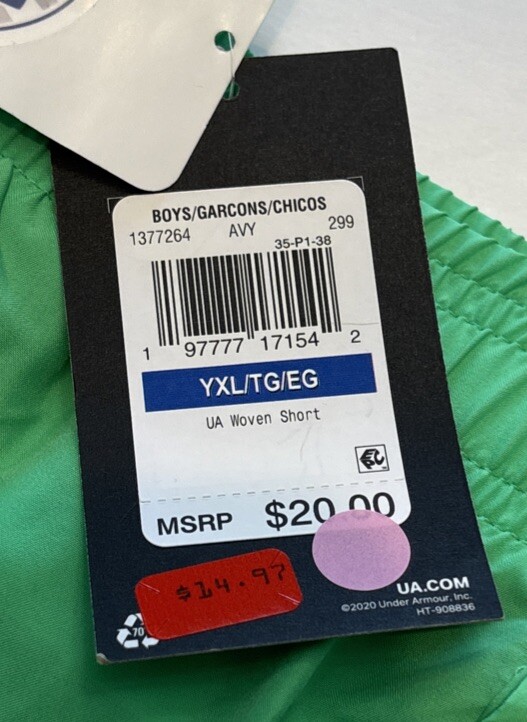 BOYS/GARCONS/CHICOS
1377264 AVY 299
35-P1-38
1 97777 17154 2
YXL/TG/EG
UA Woven Short
MSRP $20.00
$14.97
70
UA.COM
©2020 Under Armour, Inc.
HT-908836